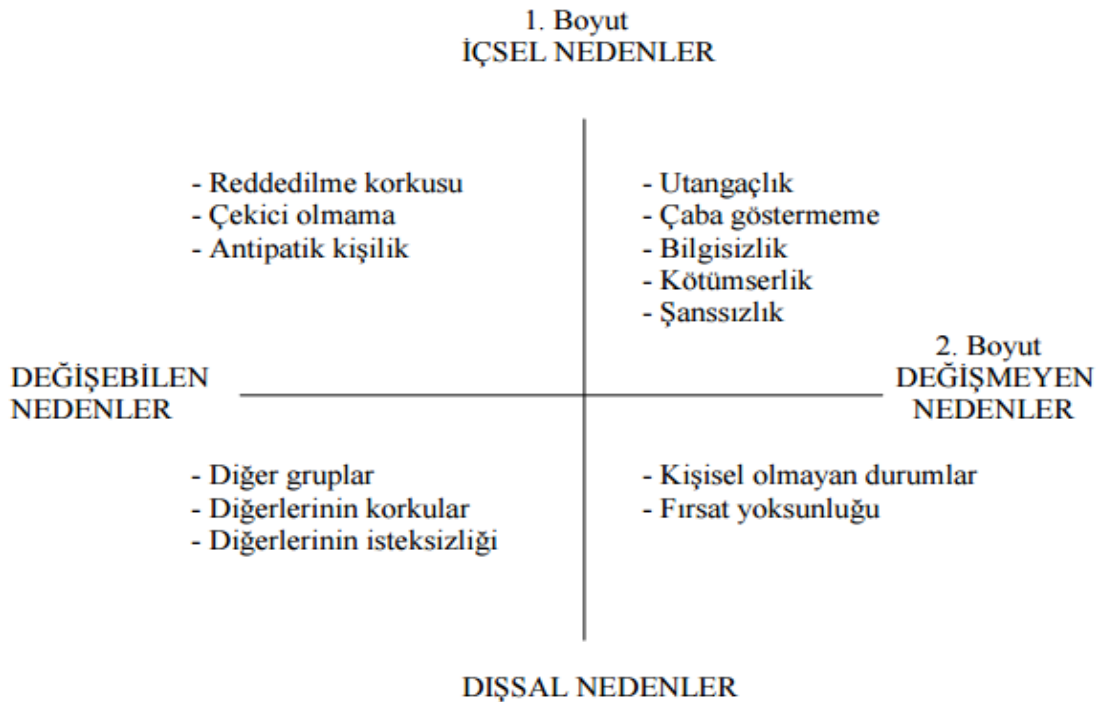 1. Boyut
İÇSEL NEDENLER
- Reddedilme korkusu
- Çekici olmama
- Antipatik kişilik
- Utangaçlık
- Çaba göstermeme
- Bilgisizlik
- Kötümserlik
- Şanssızlık
DEĞİŞEBİLEN
NEDENLER
2. Boyut
DEĞİŞMEYEN
NEDENLER
- Diğer gruplar
- Diğerlerinin korkular
- Diğerlerinin isteksizliği
- Kişisel olmayan durumlar
- Fırsat yoksunluğu
DIŞSAL NEDENLER